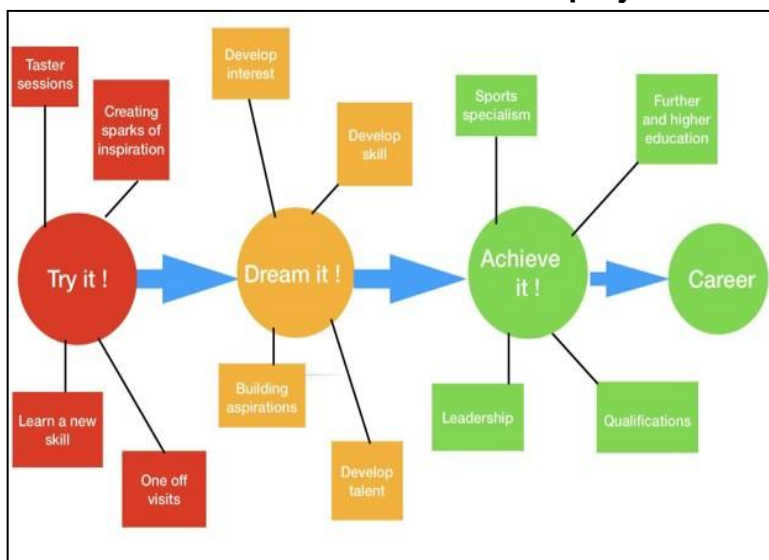 Taster
sessions
Creating
sparks of
inspiration
Try it !
Learn a new
skill
One off
visits
Develop
interest
Develop
skill
Dream it !
Building
aspirations
Develop
talent
Sports
specialism
Further
and higher
education
Achieve
it !
Leadership
Qualifications
Career